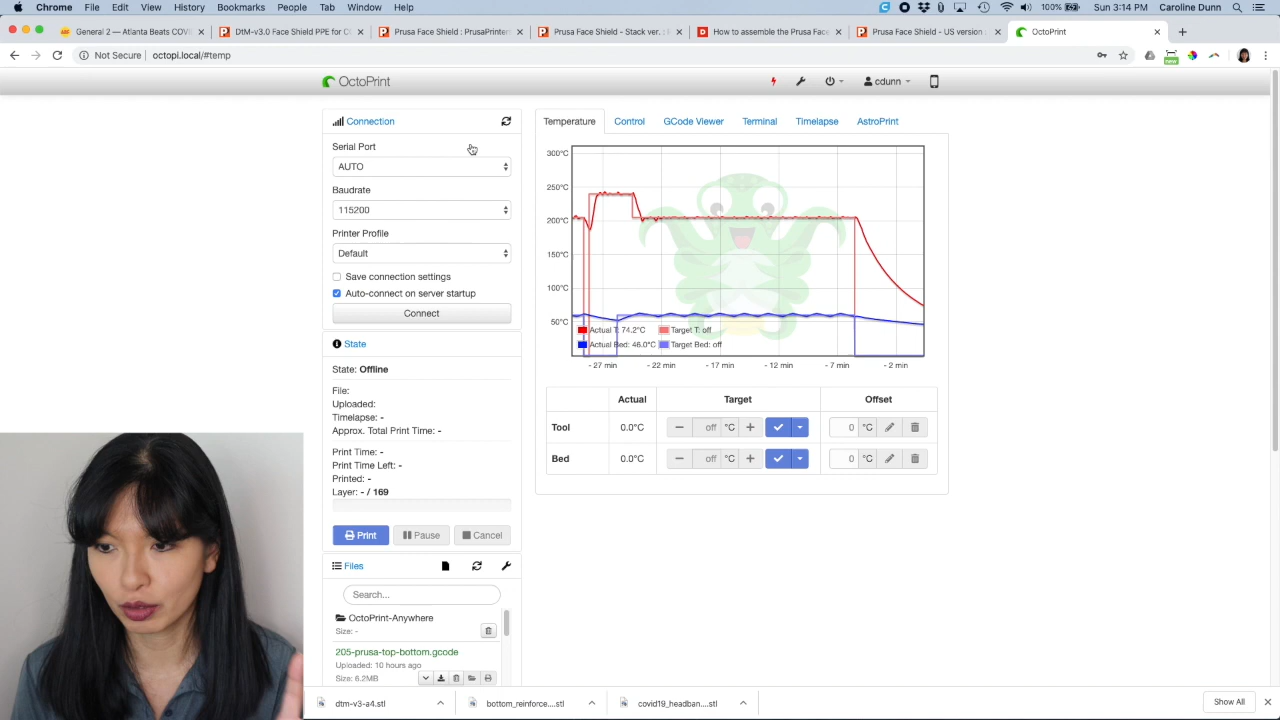 Chrome File Edit View History Bookmarks People Tab Window Help
100% Sun 3:14 PM Caroline Dunn
General 2 — Atlanta Beats COVI
DtM-v3.0 Face Shield PPE for C
Prusa Face Shield : PrusaPrinter
Prusa Face Shield - Stack ver. :
How to assemble the Prusa Face
Prusa Face Shield - US version
OctoPrint
Not Secure octopi.local/#temp
OctoPrint
cdunn
Connection
Serial Port
AUTO
Baudrate
115200
Printer Profile
Default
Save connection settings
Auto-connect on server startup
Connect
State
State: Offline
File:
Uploaded:
Timelapse: -
Approx. Total Print Time: -
Print Time: -
Print Time Left: -
Printed: -
Layer: - / 169
Print Pause Cancel
Files
Search...
OctoPrint-Anywhere
Size: -
205-prusa-top-bottom.gcode
Uploaded: 10 hours ago
Size: 6.2MB
Temperature Control GCode Viewer Terminal Timelapse AstroPrint
300°C
250°C
200°C
150°C
100°C
50°C
Actual T: 74.2°C Target T: off
Actual Bed: 46.0°C Target Bed: off
- 27 min - 22 min - 17 min - 12 min - 7 min - 2 min
Actual Target Offset
Tool 0.0°C off °C 0 °C
Bed 0.0°C off °C 0 °C
new
dtm-v3-a4.stl
bottom_reinforce....stl
covid19_headban....stl
Show All